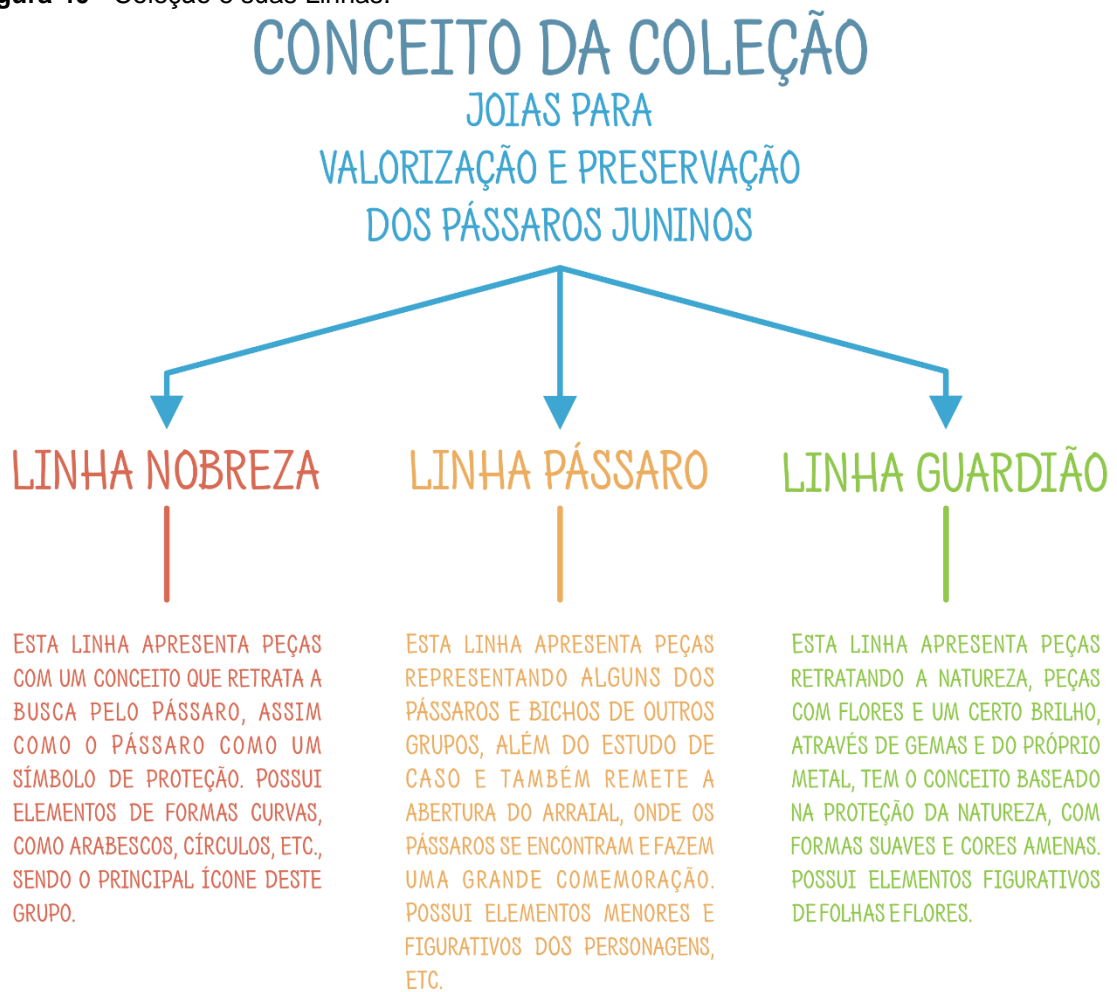 gura 10 - Coleção e suas Linhas.
CONCEITO DA COLEÇÃO
JOIAS PARA
VALORIZAÇÃO E PRESERVAÇÃO
DOS PÁSSAROS JUNINOS
LINHA NOBREZA
ESTA LINHA APRESENTA PEÇAS
COM UM CONCEITO QUE RETRATA A
BUSCA PELO PÁSSARO, ASSIM
COMO O PÁSSARO COMO UM
SÍMBOLO DE PROTEÇÃO. POSSUI
ELEMENTOS DE FORMAS CURVAS,
COMO ARABESCOS, CÍRCULOS, ETC.,
SENDO O PRINCIPAL ÍCONE DESTE
GRUPO.
LINHA PÁSSARO
ESTA LINHA APRESENTA PEÇAS
REPRESENTANDO ALGUNS DOS
PÁSSAROS E BICHOS DE OUTROS
GRUPOS, ALÉM DO ESTUDO DE
CASO E TAMBÉM REMETE A
ABERTURA DO ARRAIAL, ONDE OS
PÁSSAROS SE ENCONTRAM E FAZEM
UMA GRANDE COMEMORAÇÃO.
POSSUI ELEMENTOS MENORES E
FIGURATIVOS DOS PERSONAGENS,
ETC.
LINHA GUARDIÃO
ESTA LINHA APRESENTA PEÇAS
RETRATANDO A NATUREZA, PEÇAS
COM FLORES E UM CERTO BRILHO,
ATRAVÉS DE GEMAS E DO PRÓPRIO
METAL, TEM O CONCEITO BASEADO
NA PROTEÇÃO DA NATUREZA, COM
FORMAS SUAVES E CORES AMENAS.
POSSUI ELEMENTOS FIGURATIVOS
DE FOLHAS E FLORES.